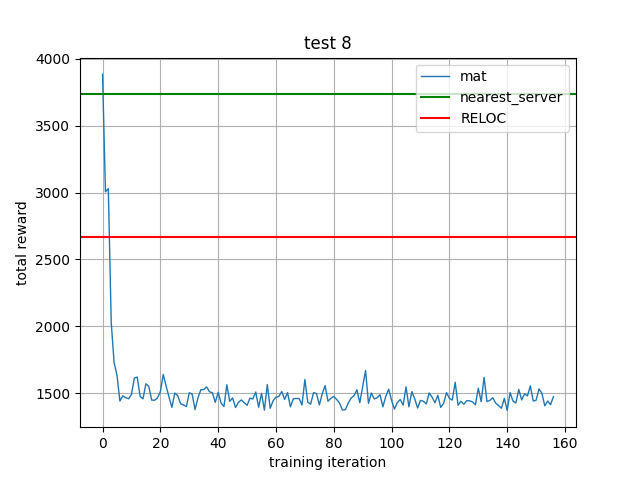 test 8
mat
nearest_server
RELOC
total reward
4000
3500
3000
2500
2000
1500
0 20 40 60 80 100 120 140 160
training iteration